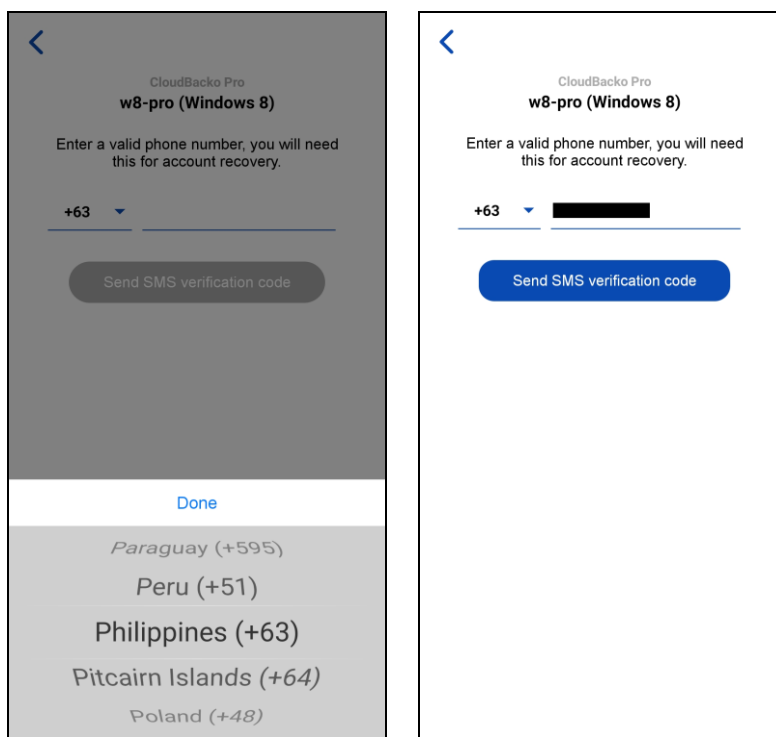 CloudBacko Pro
w8-pro (Windows 8)
Enter a valid phone number, you will need
this for account recovery.
+63
Send SMS verification code
Done
Paraguay (+595)
Peru (+51)
Philippines (+63)
Pitcairn Islands (+64)
Poland (+48)
CloudBacko Pro
w8-pro (Windows 8)
Enter a valid phone number, you will need
this for account recovery.
+63
Send SMS verification code